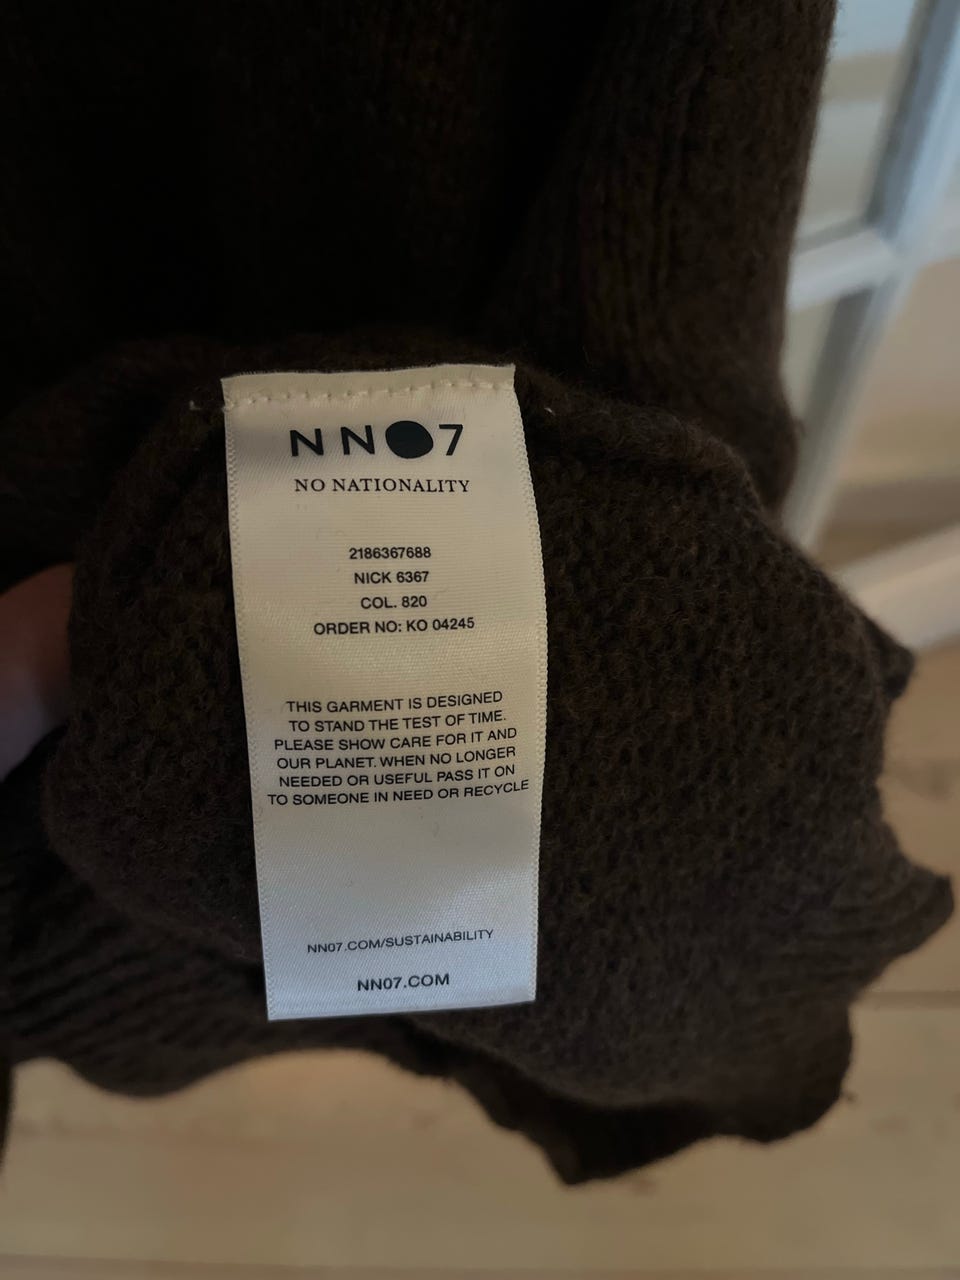 NN07
NO NATIONALITY
2186367688
NICK 6367
COL. 820
ORDER NO: KO 04245
THIS GARMENT IS DESIGNED
TO STAND THE TEST OF TIME.
PLEASE SHOW CARE FOR IT AND
OUR PLANET. WHEN NO LONGER
NEEDED OR USEFUL PASS IT ON
TO SOMEONE IN NEED OR RECYCLE
NN07.COM/SUSTAINABILITY
NN07.COM